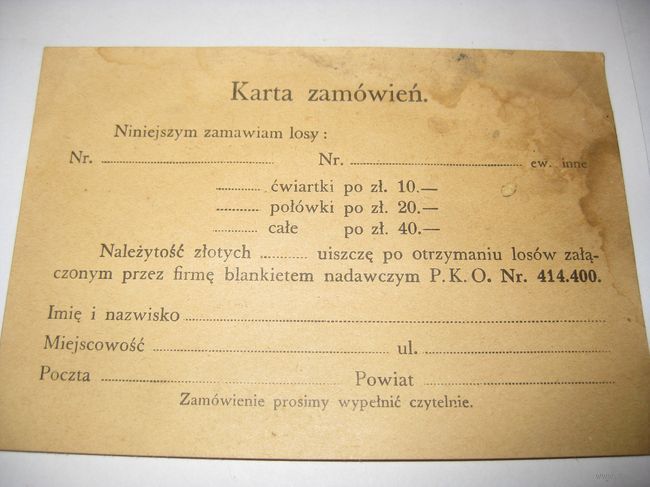 Karta zamówień.
Niniejszym zamawiam losy :
Nr. ........................ Nr. ........................ ew. inne
............ ćwiartki po zł. 10.—
............ połówki po zł. 20.—
............ całe po zł. 40.—
Należytość złotych ............ uiszczę po otrzymaniu losów załą-
czonym przez firmę blankietem nadawczym P. K. O. Nr. 414.400.
Imię i nazwisko ........................
Miejscowość ........................ ul. ........................
Poczta ........................ Powiat ........................
Zamówienie prosimy wypełnić czytelnie.